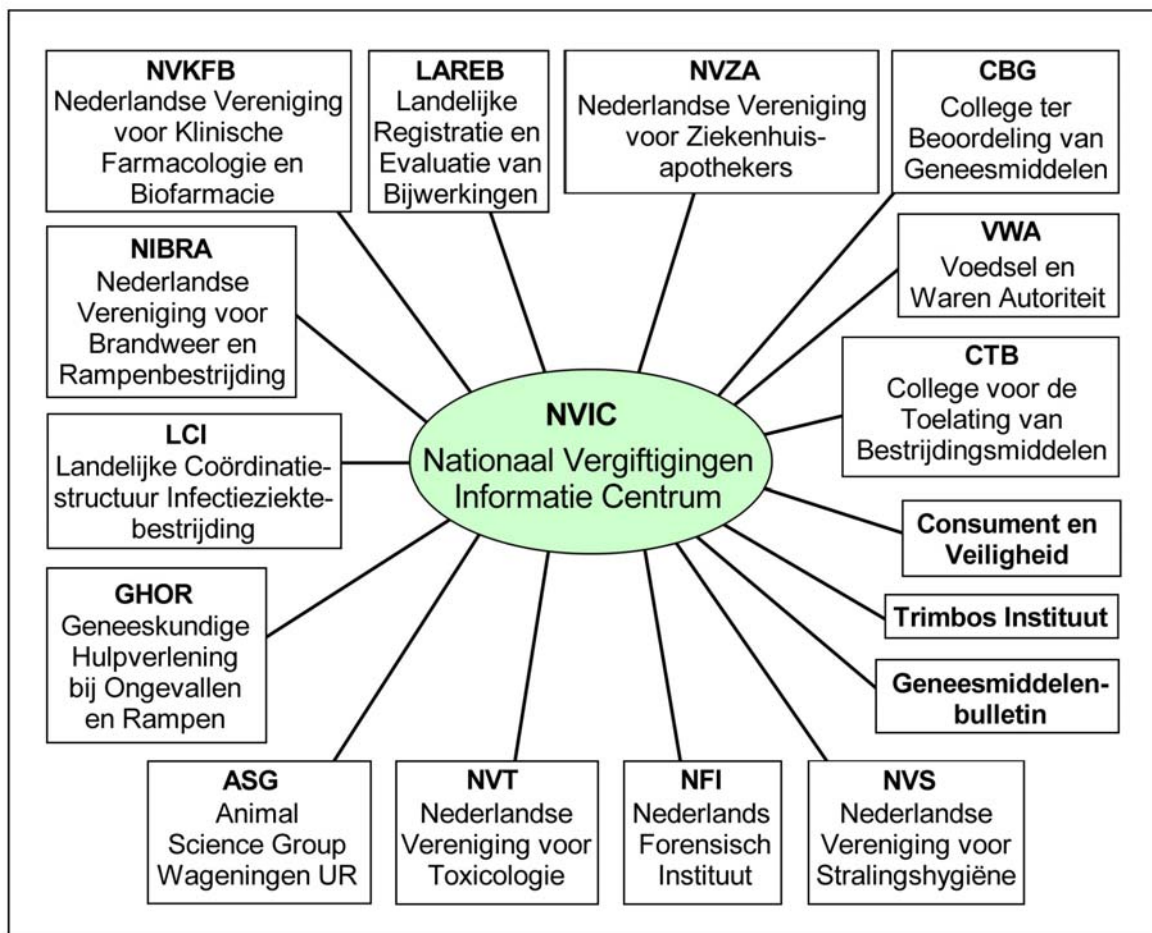 NVKFB
Nederlandse Vereniging
voor Klinische
Farmacologie en
Biofarmacie
LAREB
Landelijke
Registratie en
Evaluatie van
Bijwerkingen
NVZA
Nederlandse Vereniging
voor Ziekenhuis-
apothekers
CBG
College ter
Beoordeling van
Geneesmiddelen
NIBRA
Nederlandse
Vereniging voor
Brandweer en
Rampenbestrijding
VWA
Voedsel en
Waren Autoriteit
CTB
College voor de
Toelating van
Bestrijdingsmiddelen
NVIC
Nationaal Vergiftigingen
Informatie Centrum
LCI
Landelijke Coördinatie-
structuur Infectieziekte-
bestrijding
Consument en
Veiligheid
GHOR
Geneeskundige
Hulpverlening
bij Ongevallen
en Rampen
Trimbos Instituut
Geneesmiddelen-
bulletin
ASG
Animal
Science Group
Wageningen UR
NVT
Nederlandse
Vereniging voor
Toxicologie
NFI
Nederlands
Forensisch
Instituut
NVS
Nederlandse
Vereniging voor
Stralingshygiëne